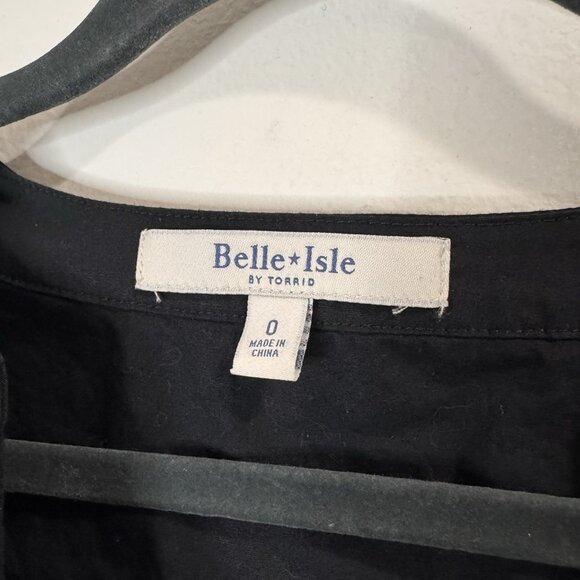 Belle★Isle
BY TORRID
0
MADE IN
CHINA